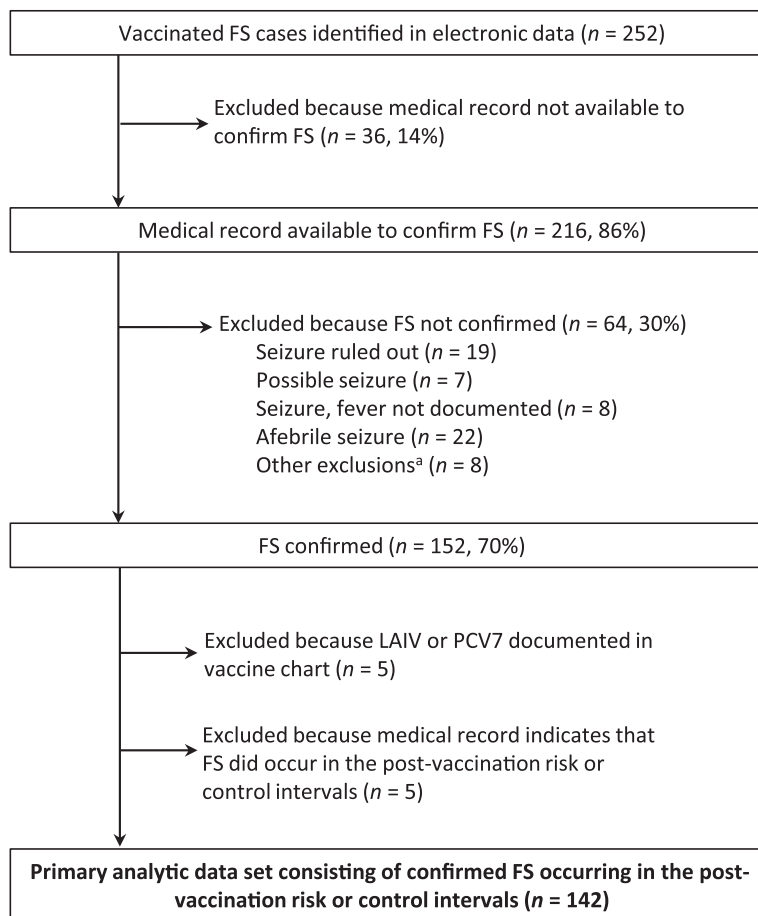 Vaccinated FS cases identified in electronic data (n = 252)
Excluded because medical record not available to
confirm FS (n = 36, 14%)
Medical record available to confirm FS (n = 216, 86%)
Excluded because FS not confirmed (n = 64, 30%)
Seizure ruled out (n = 19)
Possible seizure (n = 7)
Seizure, fever not documented (n = 8)
Afebrile seizure (n = 22)
Other exclusionsᵃ (n = 8)
FS confirmed (n = 152, 70%)
Excluded because LAIV or PCV7 documented in
vaccine chart (n = 5)
Excluded because medical record indicates that
FS did occur in the post-vaccination risk or
control intervals (n = 5)
Primary analytic data set consisting of confirmed FS occurring in the post-
vaccination risk or control intervals (n = 142)